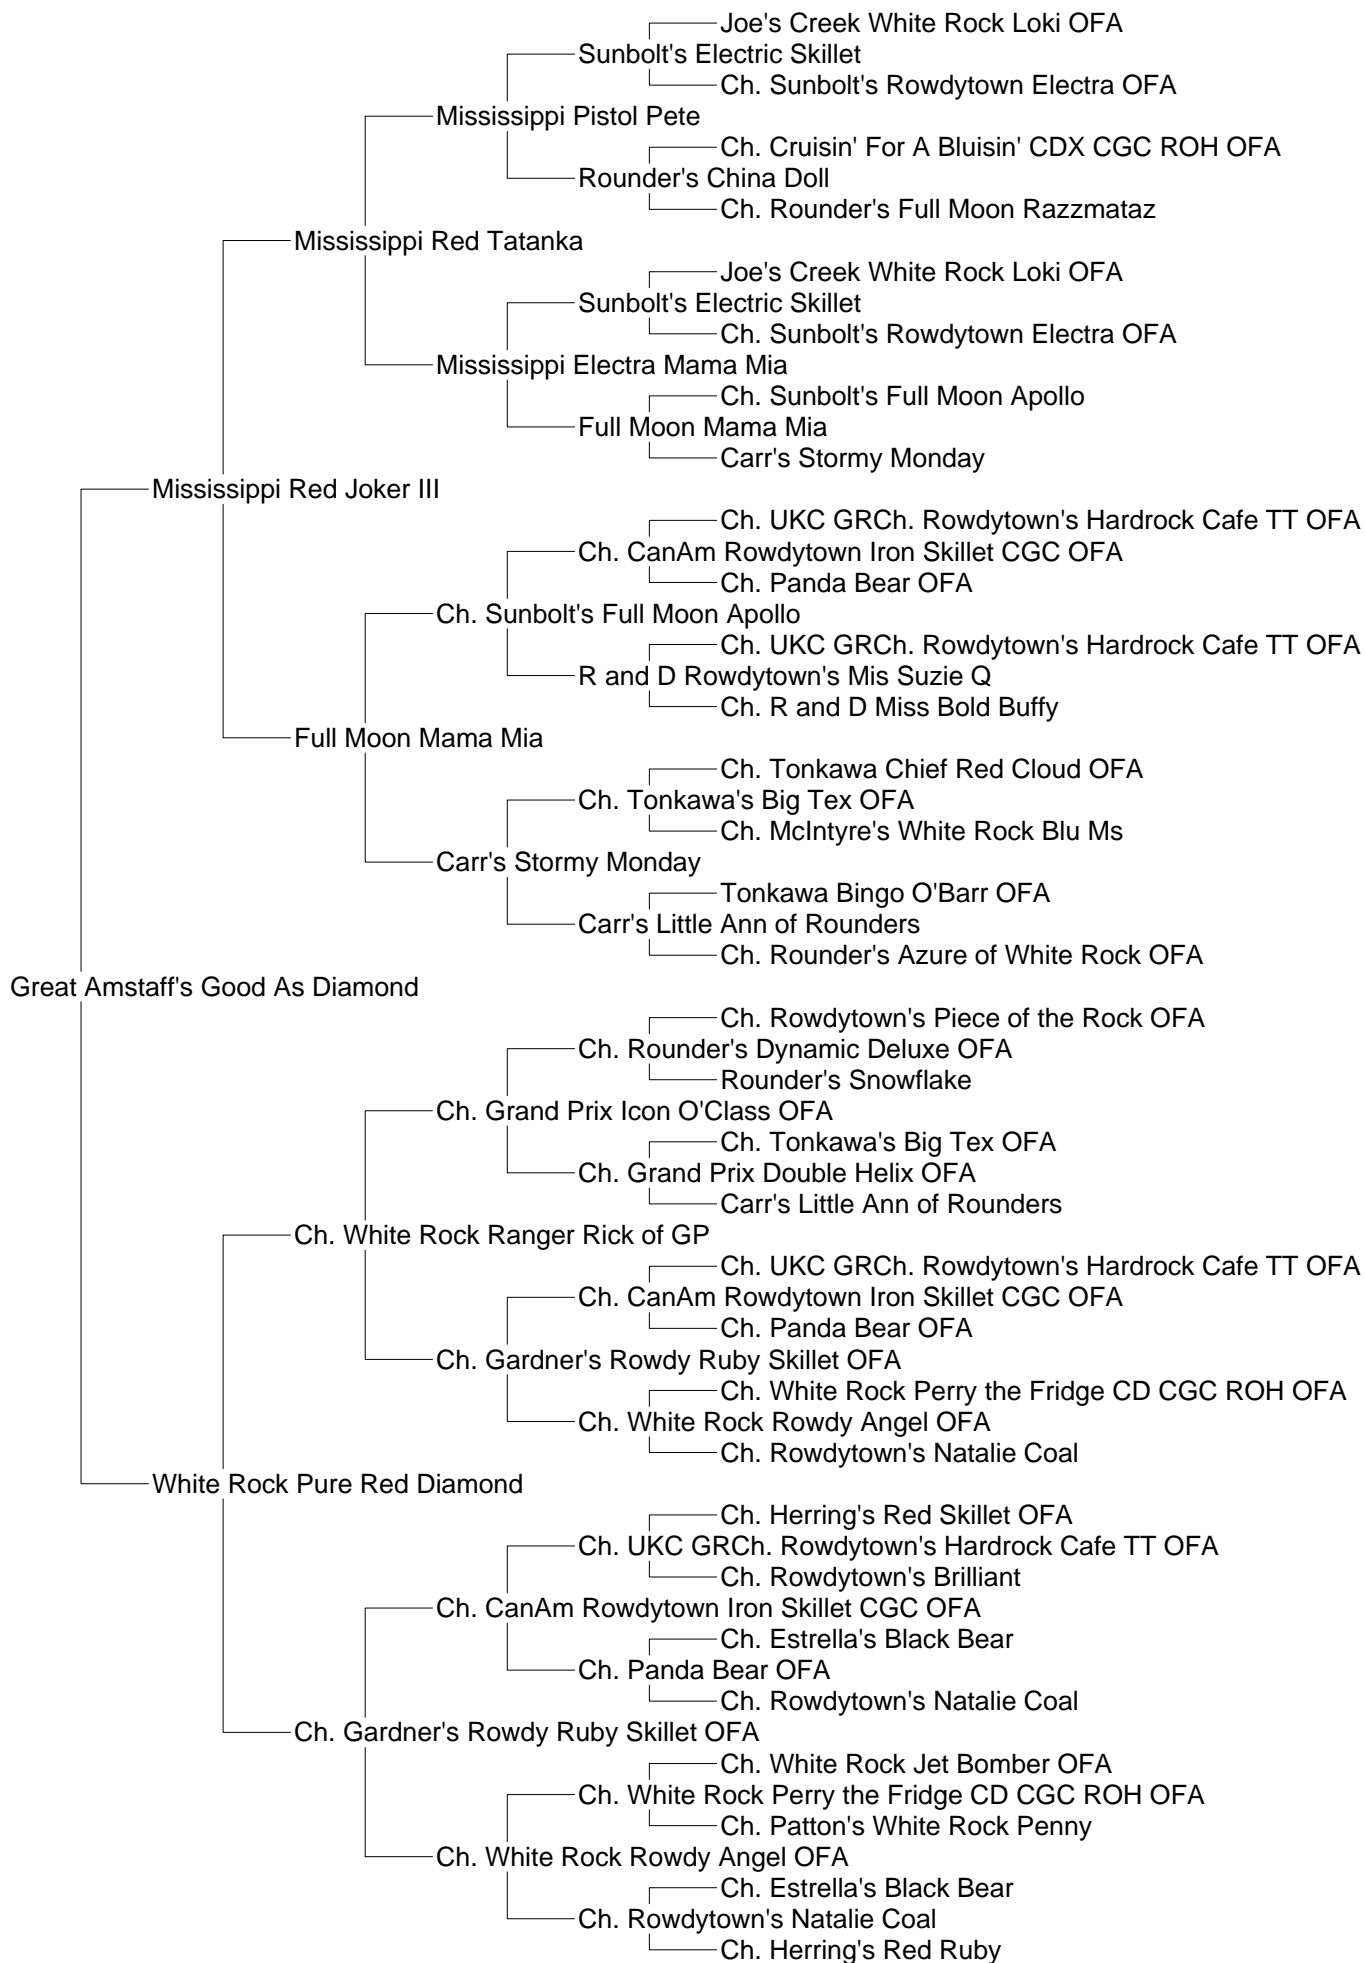 Joe's Creek White Rock Loki OFA
Sunbolt's Electric Skillet
Ch. Sunbolt's Rowdytown Electra OFA
Mississippi Pistol Pete
Ch. Cruisin' For A Bluisin' CDX CGC ROH OFA
Rounder's China Doll
Ch. Rounder's Full Moon Razzmataz
Mississippi Red Tatanka
Joe's Creek White Rock Loki OFA
Sunbolt's Electric Skillet
Ch. Sunbolt's Rowdytown Electra OFA
Mississippi Electra Mama Mia
Ch. Sunbolt's Full Moon Apollo
Full Moon Mama Mia
Carr's Stormy Monday
Mississippi Red Joker III
Ch. UKC GRCh. Rowdytown's Hardrock Cafe TT OFA
Ch. CanAm Rowdytown Iron Skillet CGC OFA
Ch. Panda Bear OFA
Ch. Sunbolt's Full Moon Apollo
Ch. UKC GRCh. Rowdytown's Hardrock Cafe TT OFA
R and D Rowdytown's Mis Suzie Q
Ch. R and D Miss Bold Buffy
Full Moon Mama Mia
Ch. Tonkawa Chief Red Cloud OFA
Ch. Tonkawa's Big Tex OFA
Ch. McIntyre's White Rock Blu Ms
Carr's Stormy Monday
Tonkawa Bingo O'Barr OFA
Carr's Little Ann of Rounders
Ch. Rounder's Azure of White Rock OFA
Great Amstaff's Good As Diamond
Ch. Rowdytown's Piece of the Rock OFA
Ch. Rounder's Dynamic Deluxe OFA
Rounder's Snowflake
Ch. Grand Prix Icon O'Class OFA
Ch. Tonkawa's Big Tex OFA
Ch. Grand Prix Double Helix OFA
Carr's Little Ann of Rounders
Ch. White Rock Ranger Rick of GP
Ch. UKC GRCh. Rowdytown's Hardrock Cafe TT OFA
Ch. CanAm Rowdytown Iron Skillet CGC OFA
Ch. Panda Bear OFA
Ch. Gardner's Rowdy Ruby Skillet OFA
Ch. White Rock Perry the Fridge CD CGC ROH OFA
Ch. White Rock Rowdy Angel OFA
Ch. Rowdytown's Natalie Coal
White Rock Pure Red Diamond
Ch. Herring's Red Skillet OFA
Ch. UKC GRCh. Rowdytown's Hardrock Cafe TT OFA
Ch. Rowdytown's Brilliant
Ch. CanAm Rowdytown Iron Skillet CGC OFA
Ch. Estrella's Black Bear
Ch. Panda Bear OFA
Ch. Rowdytown's Natalie Coal
Ch. Gardner's Rowdy Ruby Skillet OFA
Ch. White Rock Jet Bomber OFA
Ch. White Rock Perry the Fridge CD CGC ROH OFA
Ch. Patton's White Rock Penny
Ch. White Rock Rowdy Angel OFA
Ch. Estrella's Black Bear
Ch. Rowdytown's Natalie Coal
Ch. Herring's Red Ruby